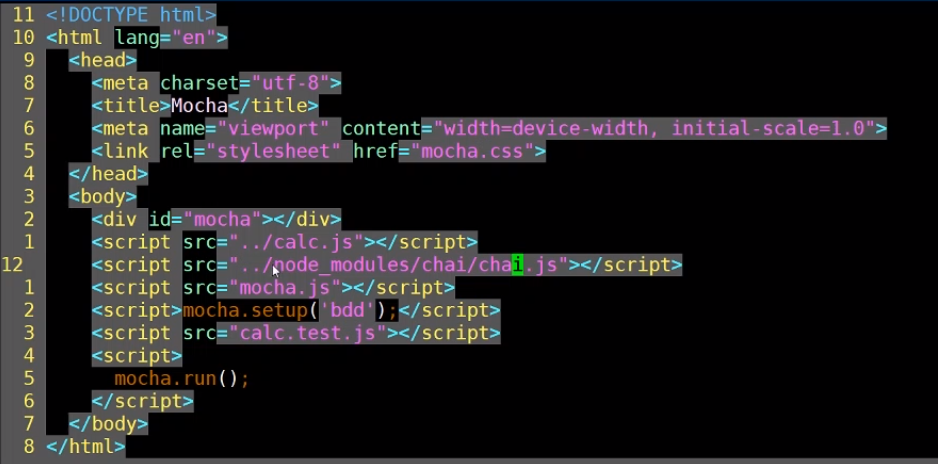 11 <!DOCTYPE html>
10 <html lang="en">
9 <head>
8 <meta charset="utf-8">
7 <title>Mocha</title>
6 <meta name="viewport" content="width=device-width, initial-scale=1.0">
5 <link rel="stylesheet" href="mocha.css">
4 </head>
3 <body>
2 <div id="mocha"></div>
1 <script src="../calc.js"></script>
12 <script src="../node_modules/chai/chai.js"></script>
1 <script src="mocha.js"></script>
2 <script>mocha.setup('bdd');</script>
3 <script src="calc.test.js"></script>
4 <script>
5 mocha.run();
6 </script>
7 </body>
8 </html>